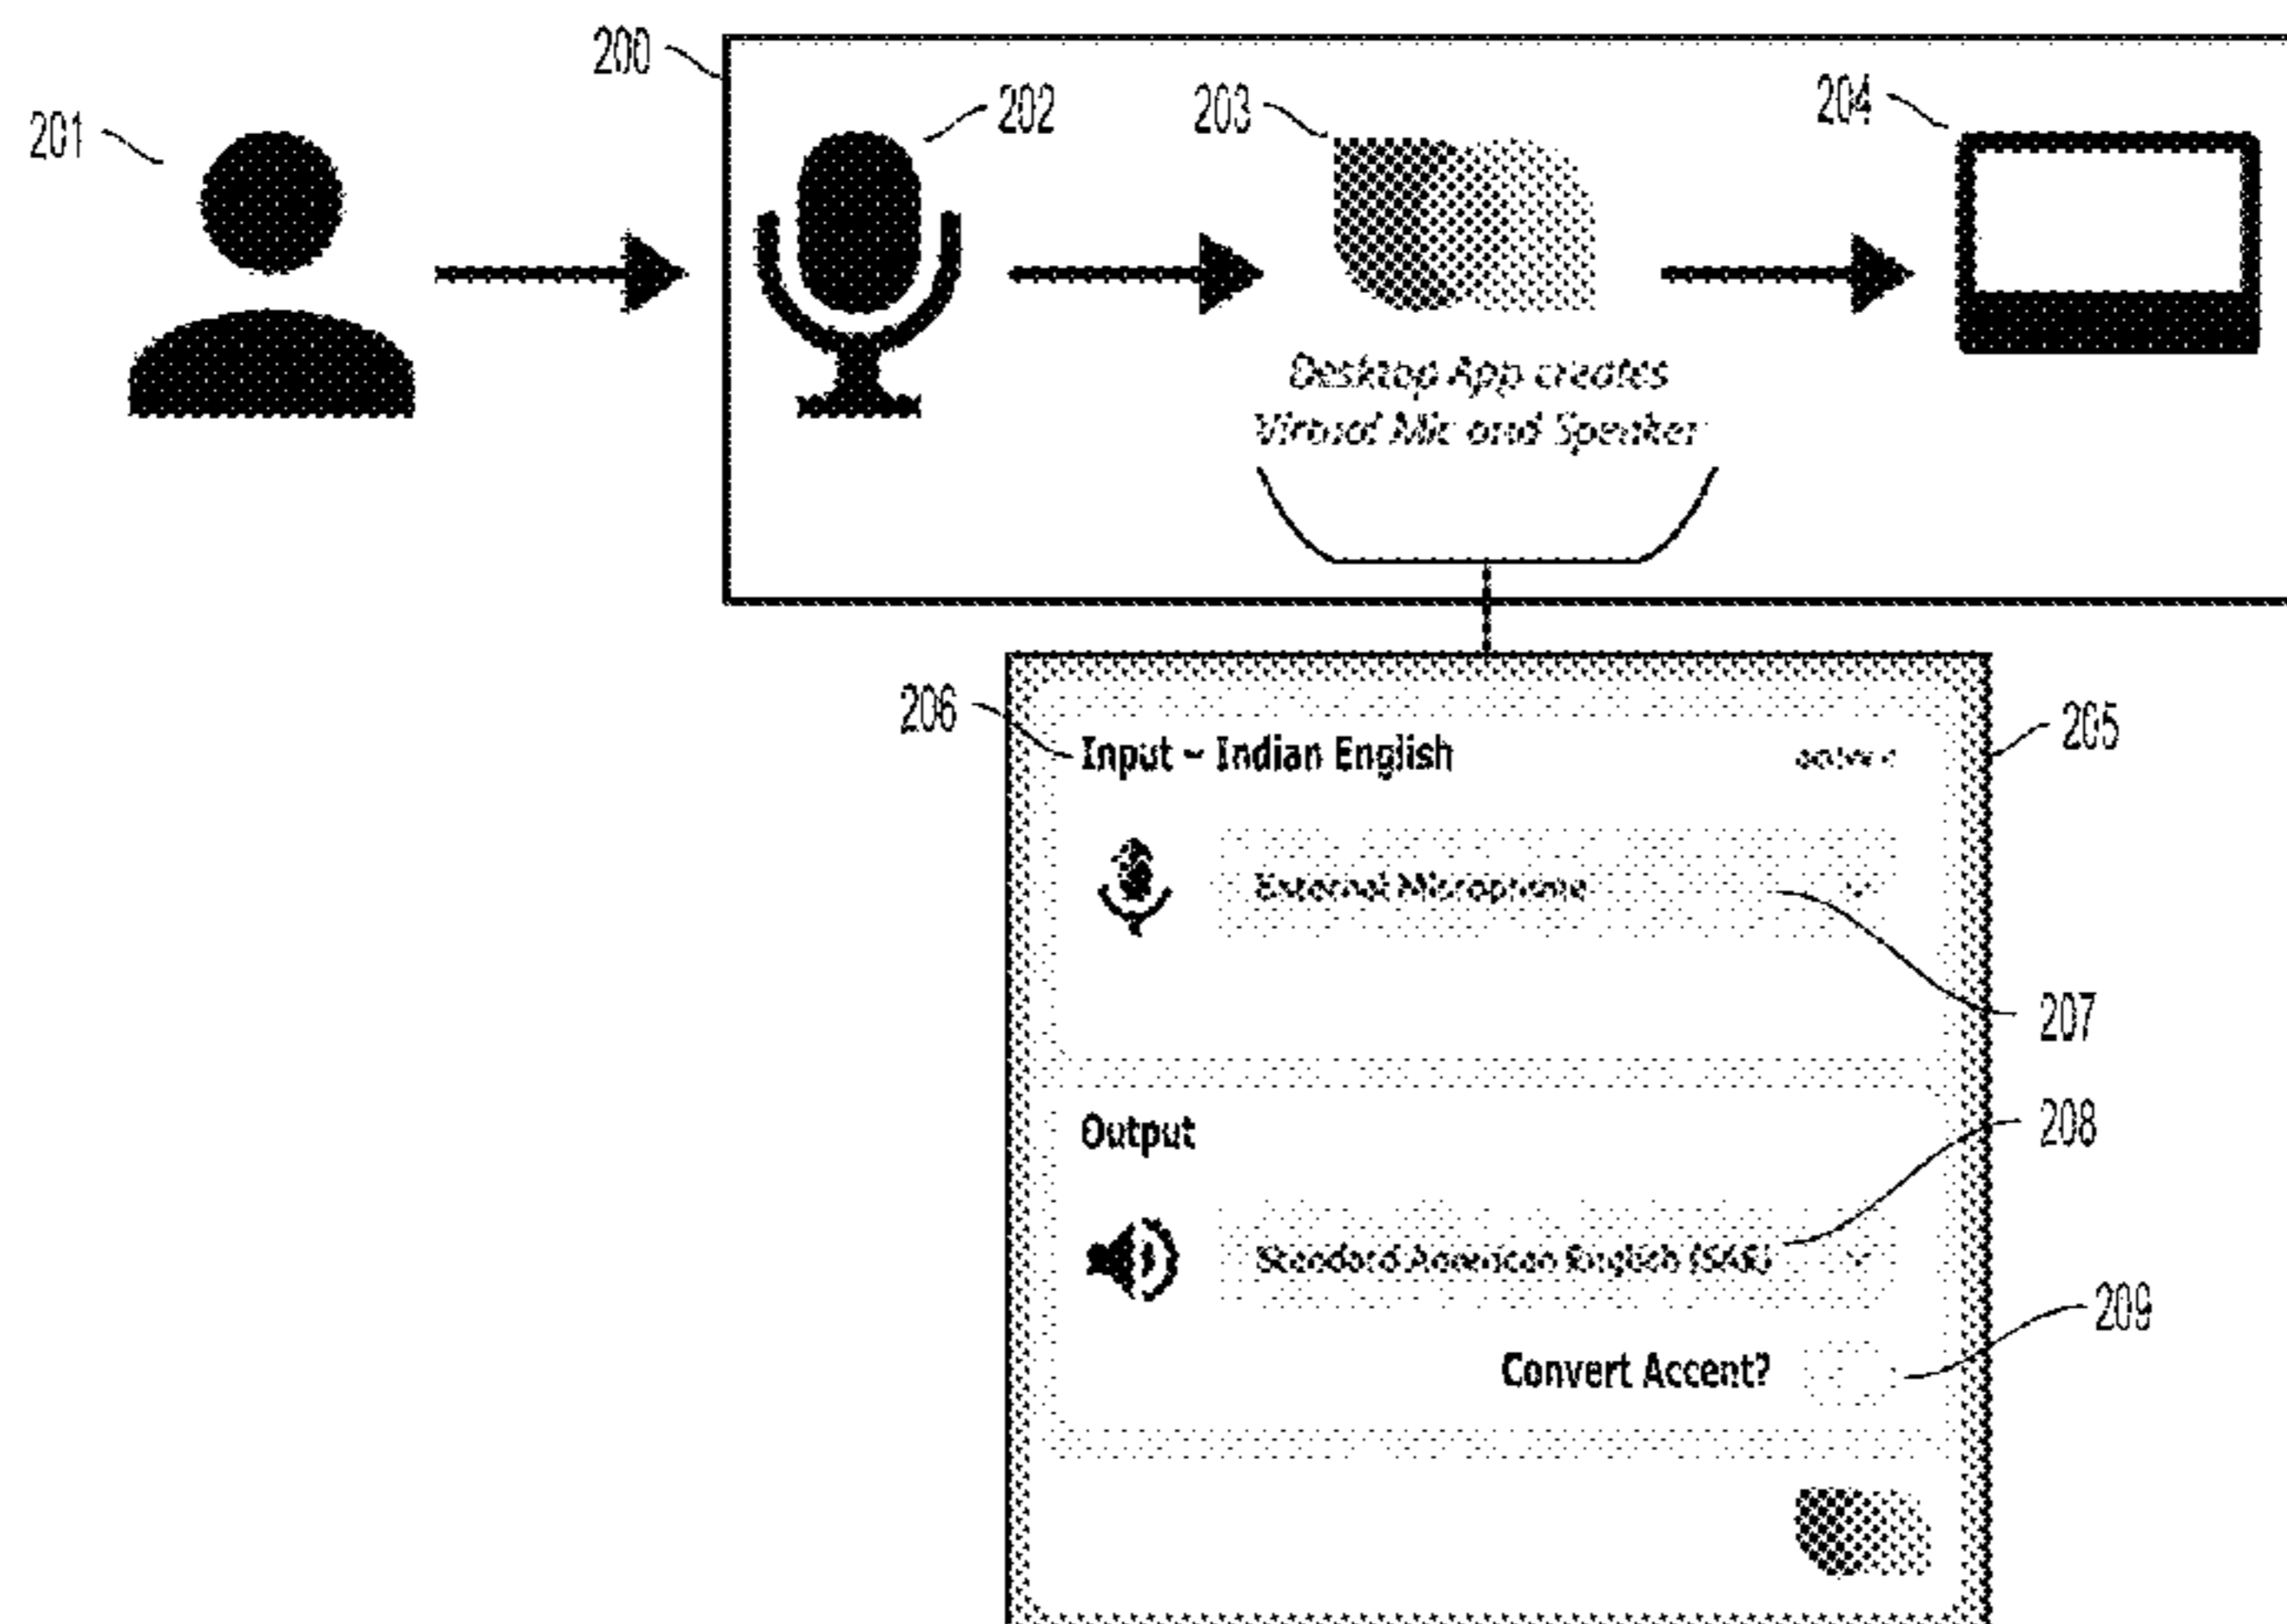 200
202
203
204
201
Desktop App creates
Virtual Mic and Speaker
206
Input ~ Indian English
205
External Microphone
207
Output
208
Standard American English (SAE)
209
Convert Accent?